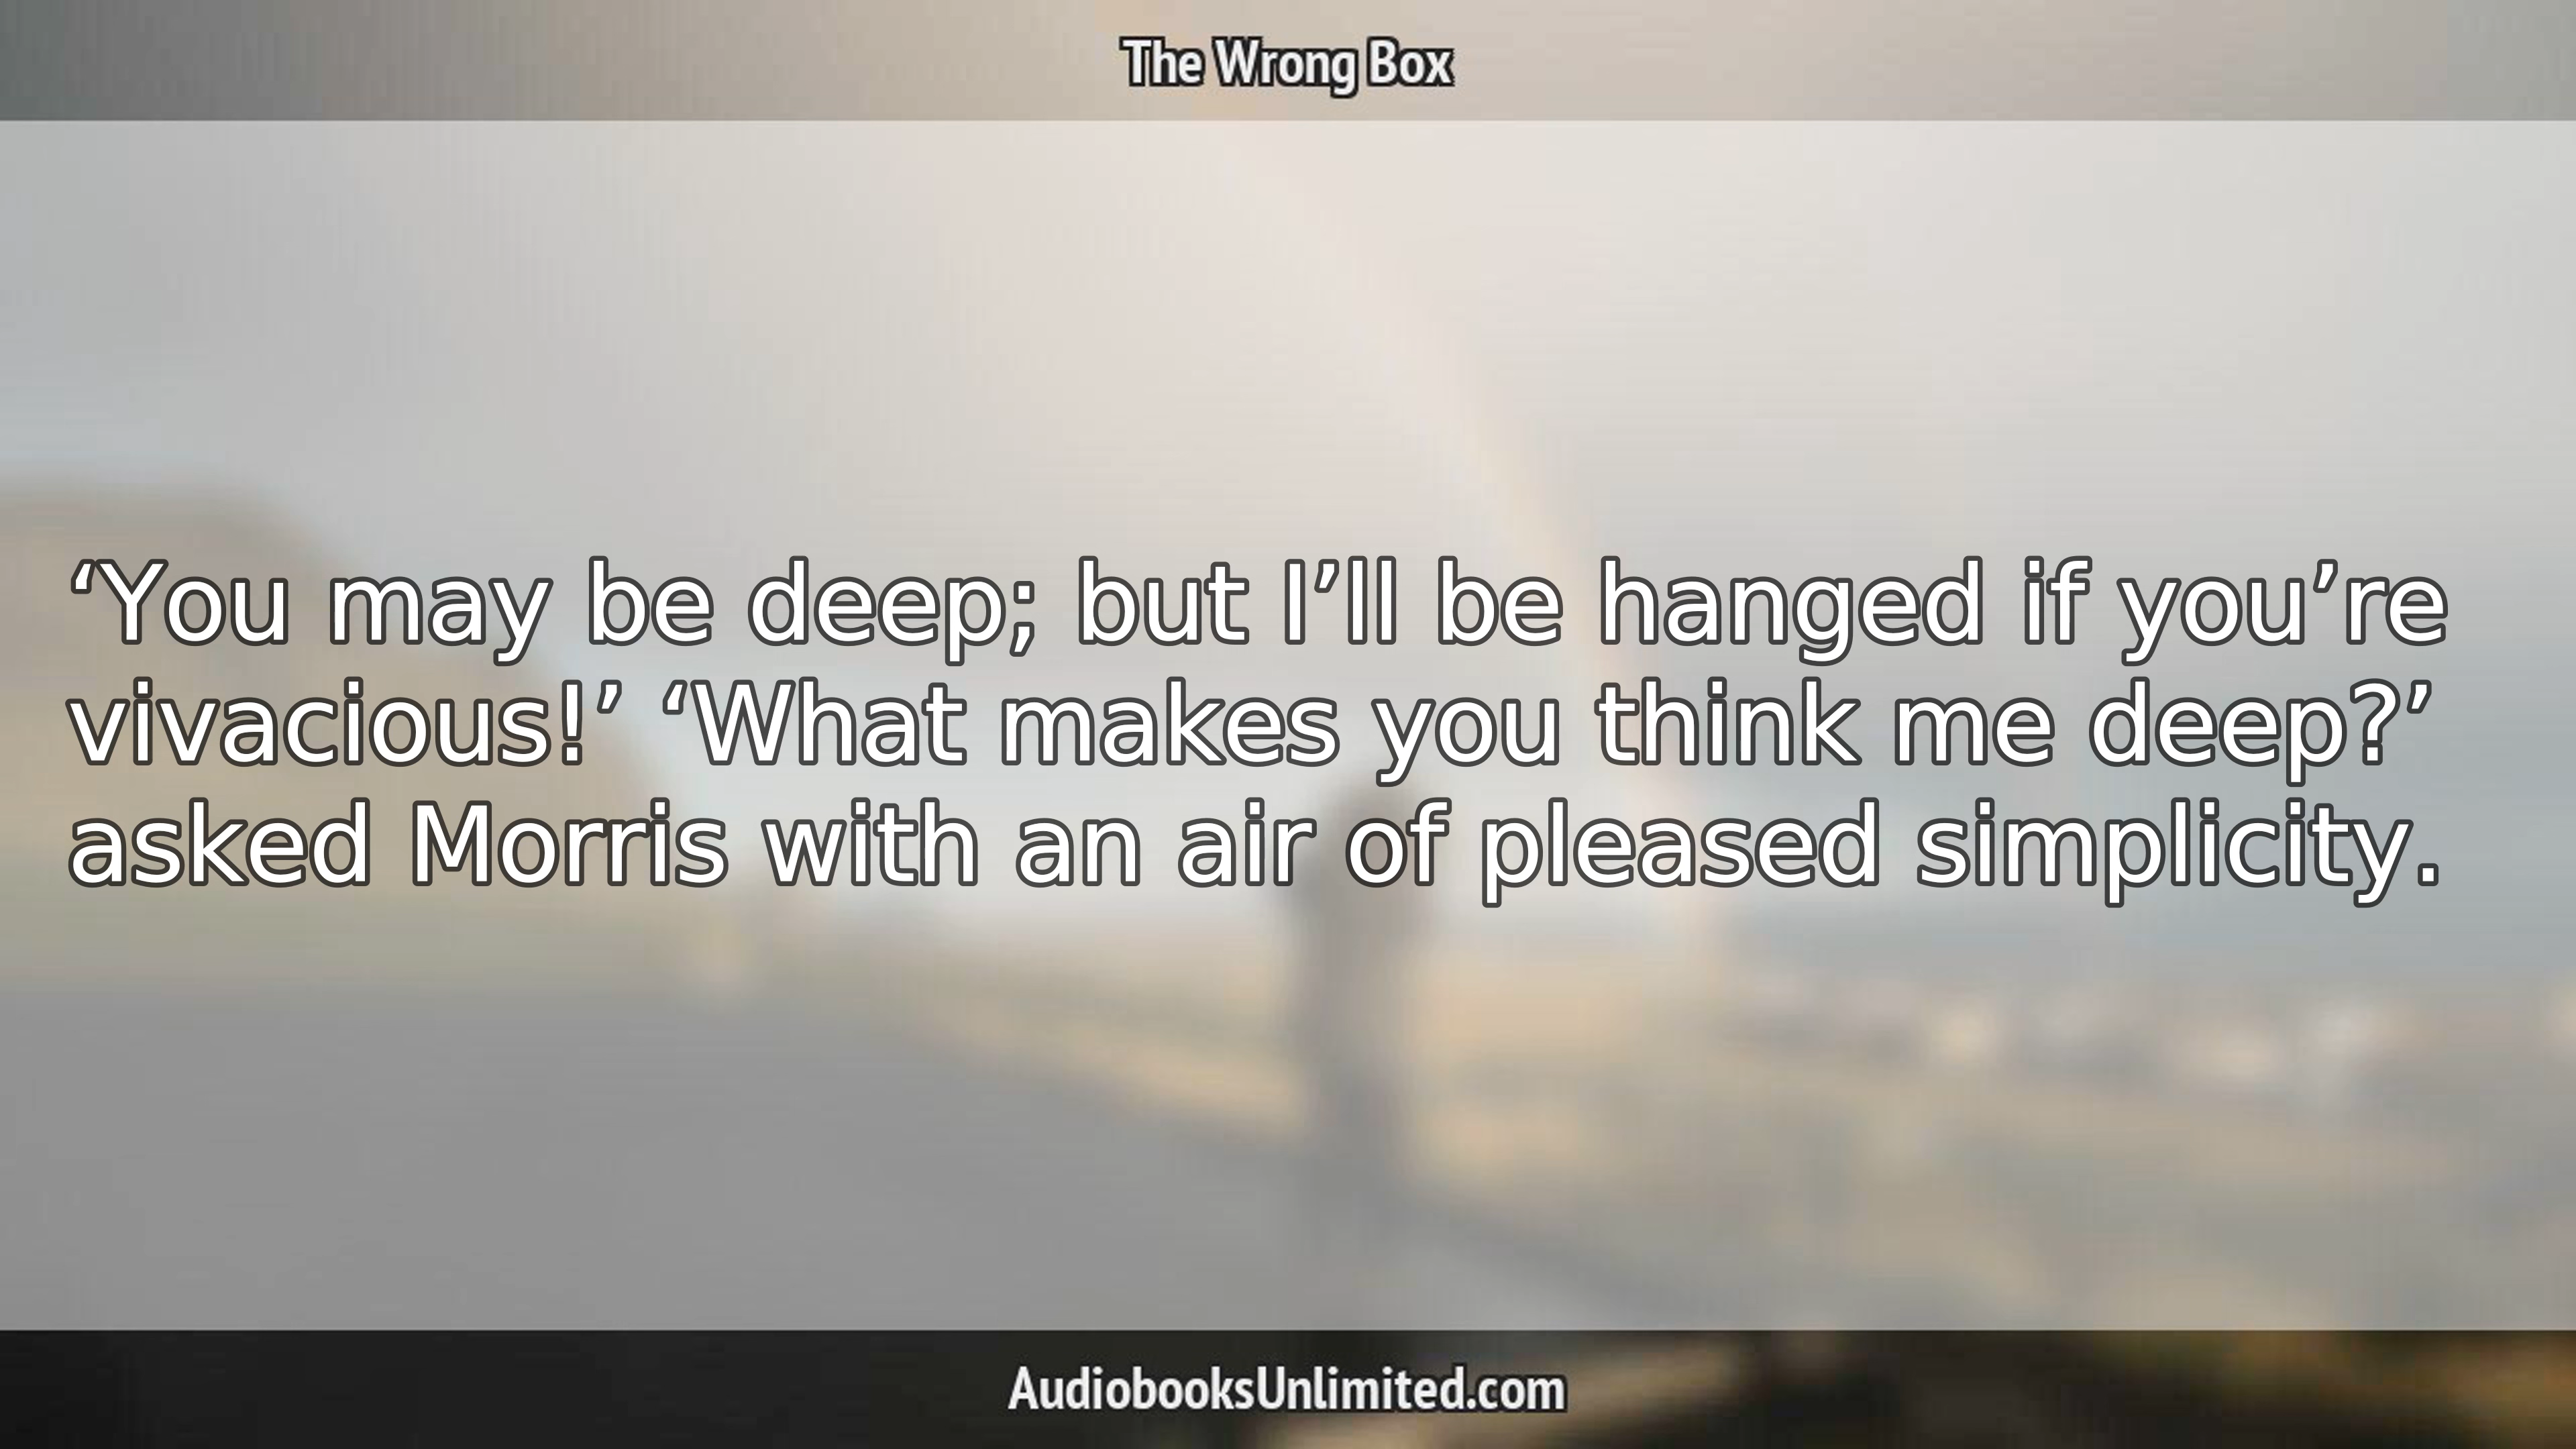 The Wrong Box
‘You may be deep; but I’ll be hanged if you’re
vivacious!’ ‘What makes you think me deep?’
asked Morris with an air of pleased simplicity.
AudiobooksUnlimited.com